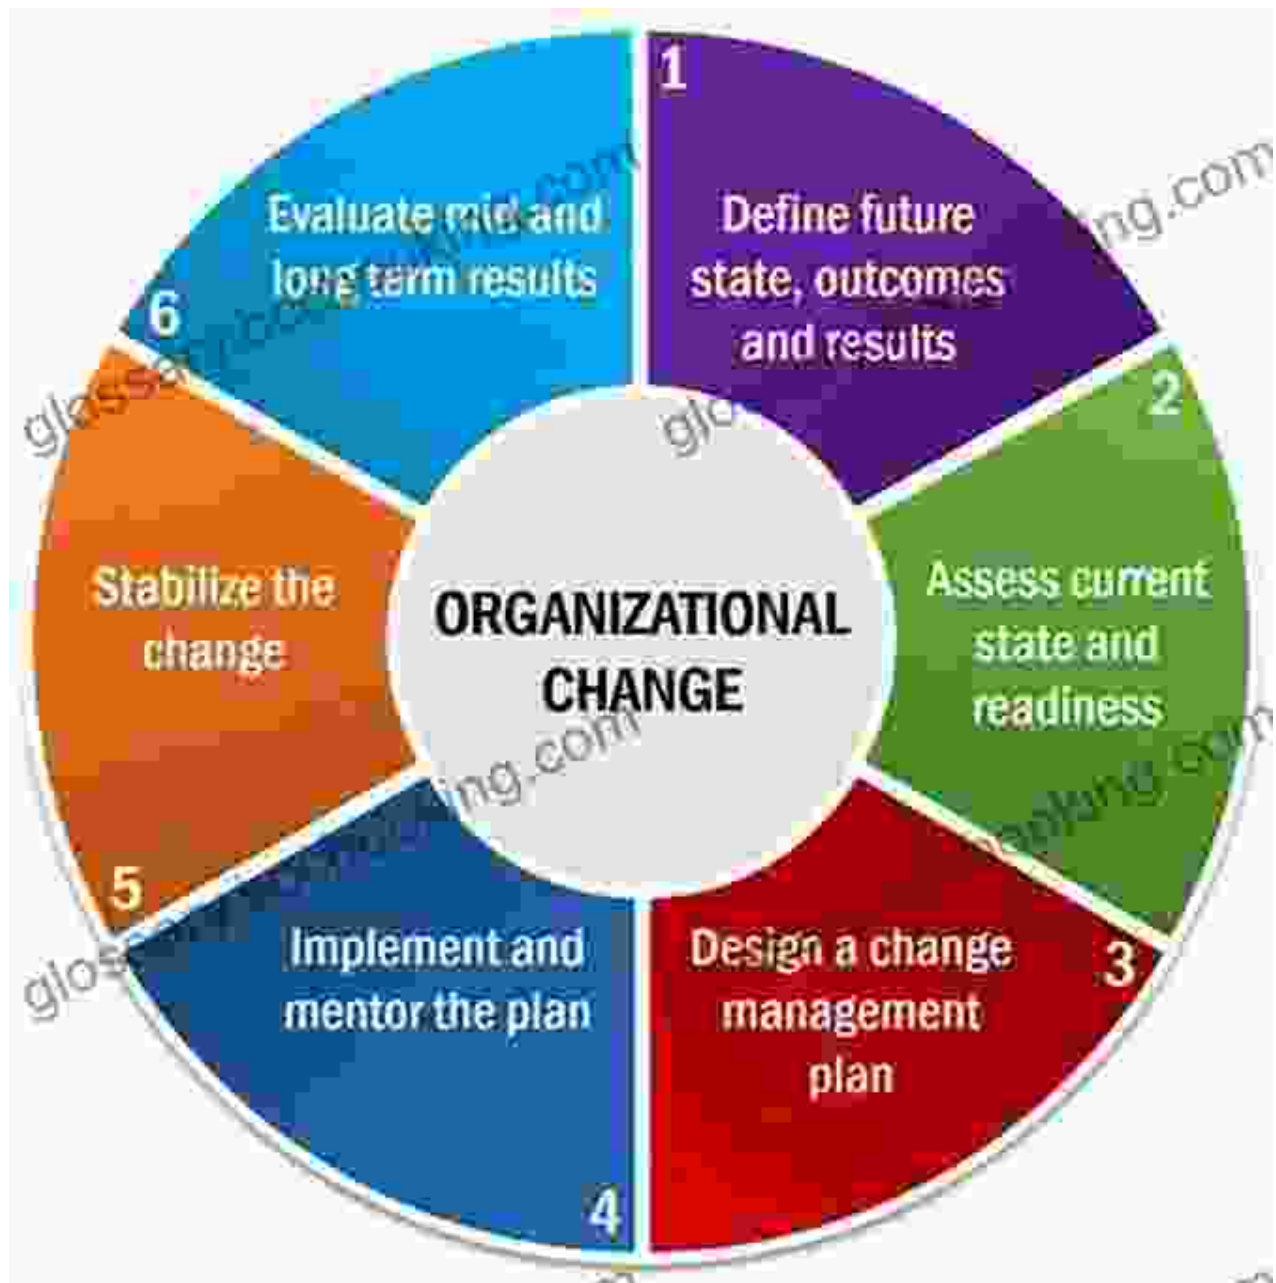 1
Define future
state, outcomes
and results
2
Assess current
state and
readiness
3
Design a change
management
plan
4
Implement and
mentor the plan
5
Stabilize the
change
6
Evaluate mid and
long term results
ORGANIZATIONAL
CHANGE